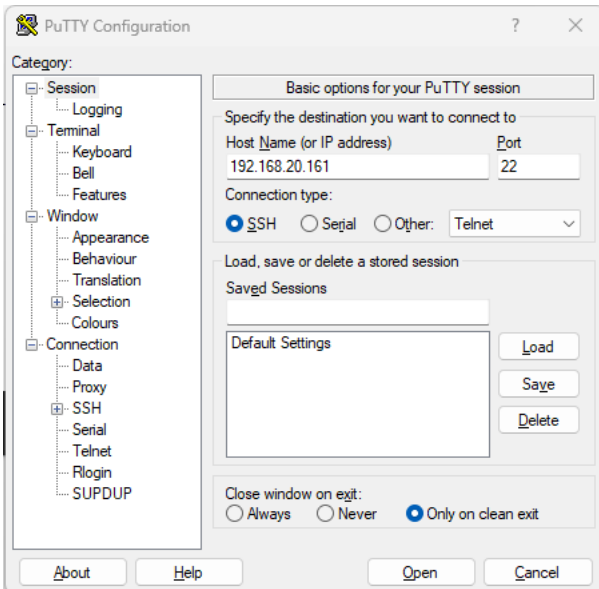 PuTTY Configuration
?
Category:
Session
Logging
Terminal
Keyboard
Bell
Features
Window
Appearance
Behaviour
Translation
Selection
Colours
Connection
Data
Proxy
SSH
Serial
Telnet
Rlogin
SUPDUP
Basic options for your PuTTY session
Specify the destination you want to connect to
Host Name (or IP address) Port
192.168.20.161 22
Connection type:
SSH Serial Other: Telnet
Load, save or delete a stored session
Saved Sessions
Default Settings
Load
Save
Delete
Close window on exit:
Always Never Only on clean exit
About Help Open Cancel